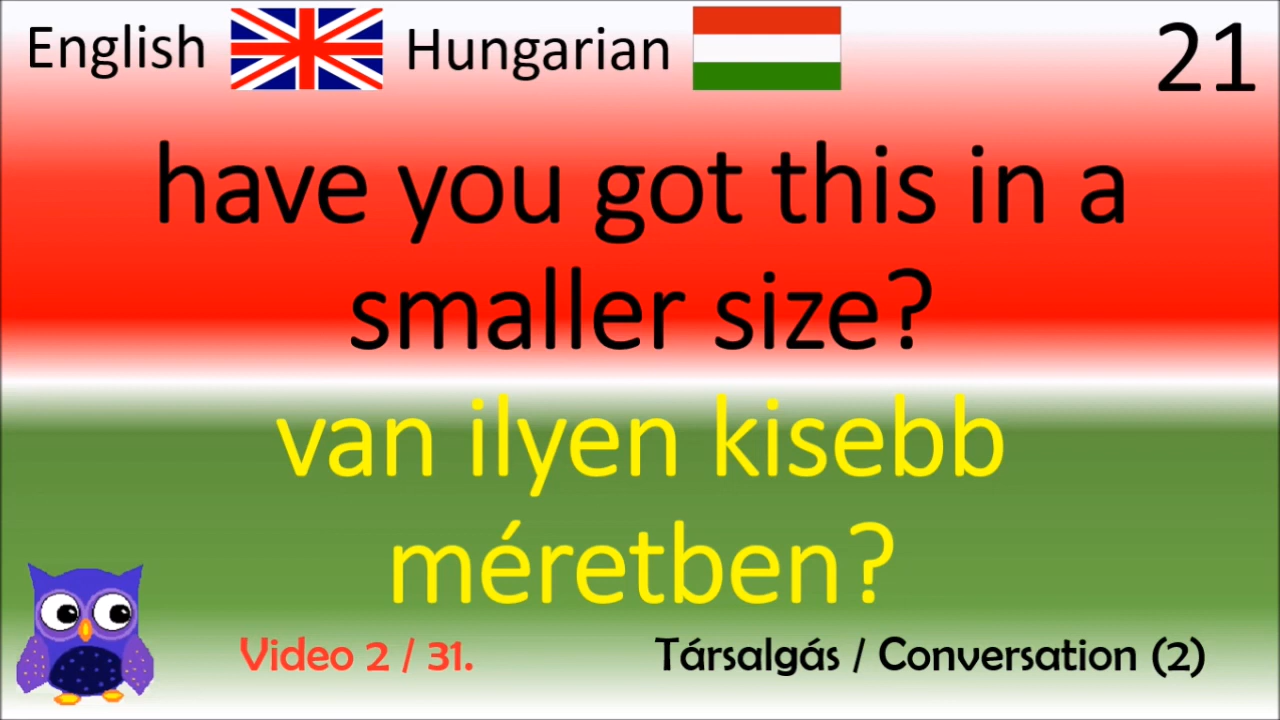 English Hungarian 21
have you got this in a
smaller size?
van ilyen kisebb
méretben?
Video 2 / 31. Társalgás / Conversation (2)